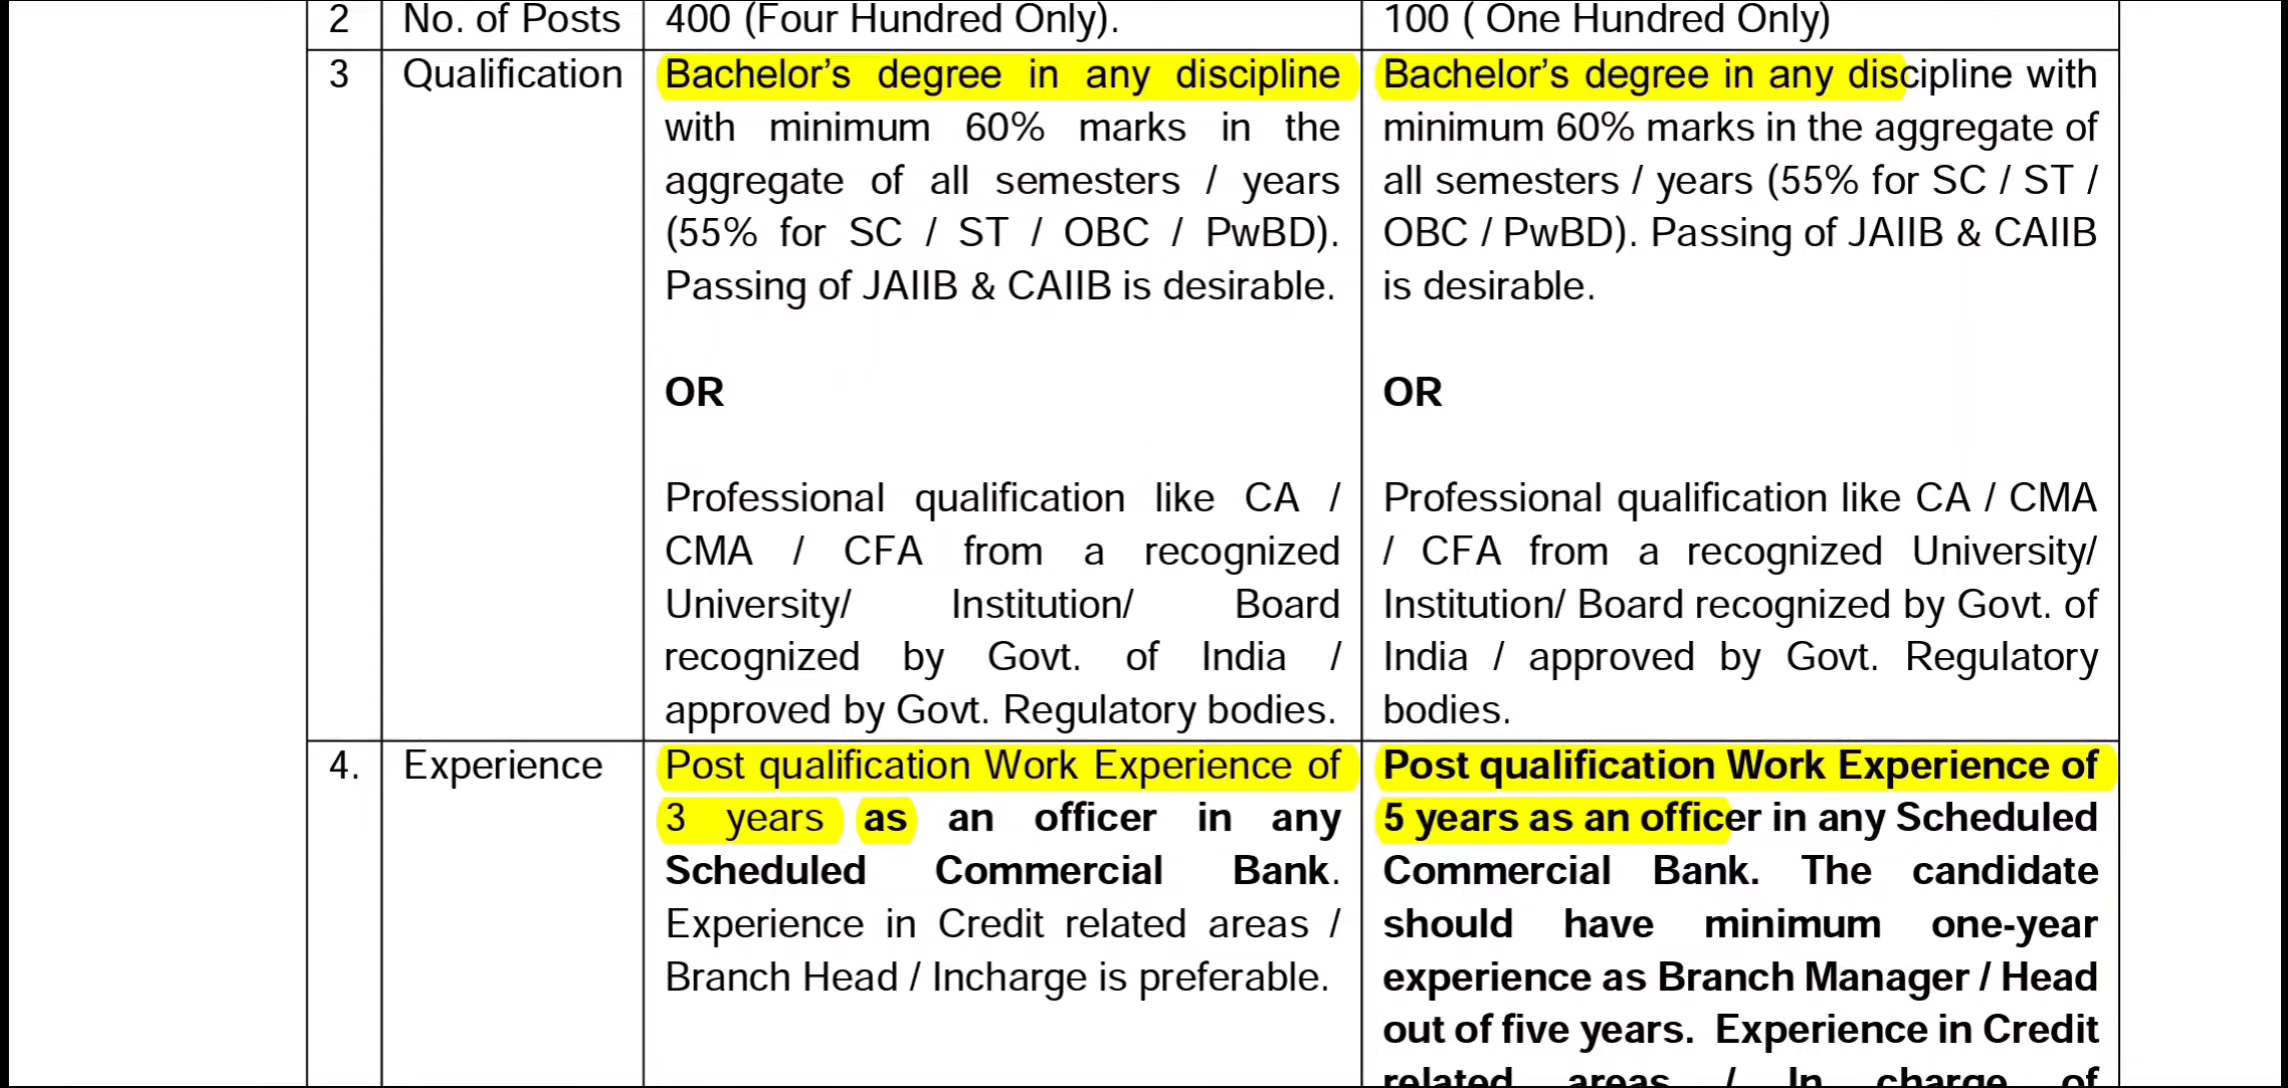 2 No. of Posts 400 (Four Hundred Only). 100 ( One Hundred Only)
3 Qualification
Bachelor's degree in any discipline
with minimum 60% marks in the
aggregate of all semesters / years
(55% for SC / ST / OBC / PwBD).
Passing of JAIIB & CAIIB is desirable.
OR
Professional qualification like CA /
CMA / CFA from a recognized
University/ Institution/ Board
recognized by Govt. of India /
approved by Govt. Regulatory bodies.
Bachelor's degree in any discipline with
minimum 60% marks in the aggregate of
all semesters / years (55% for SC / ST /
OBC / PwBD). Passing of JAIIB & CAIIB
is desirable.
OR
Professional qualification like CA / CMA
/ CFA from a recognized University/
Institution/ Board recognized by Govt. of
India / approved by Govt. Regulatory
bodies.
4. Experience
Post qualification Work Experience of
3 years as an officer in any
Scheduled Commercial Bank.
Experience in Credit related areas /
Branch Head / Incharge is preferable.
Post qualification Work Experience of
5 years as an officer in any Scheduled
Commercial Bank. The candidate
should have minimum one-year
experience as Branch Manager / Head
out of five years. Experience in Credit
related areas / In charge of